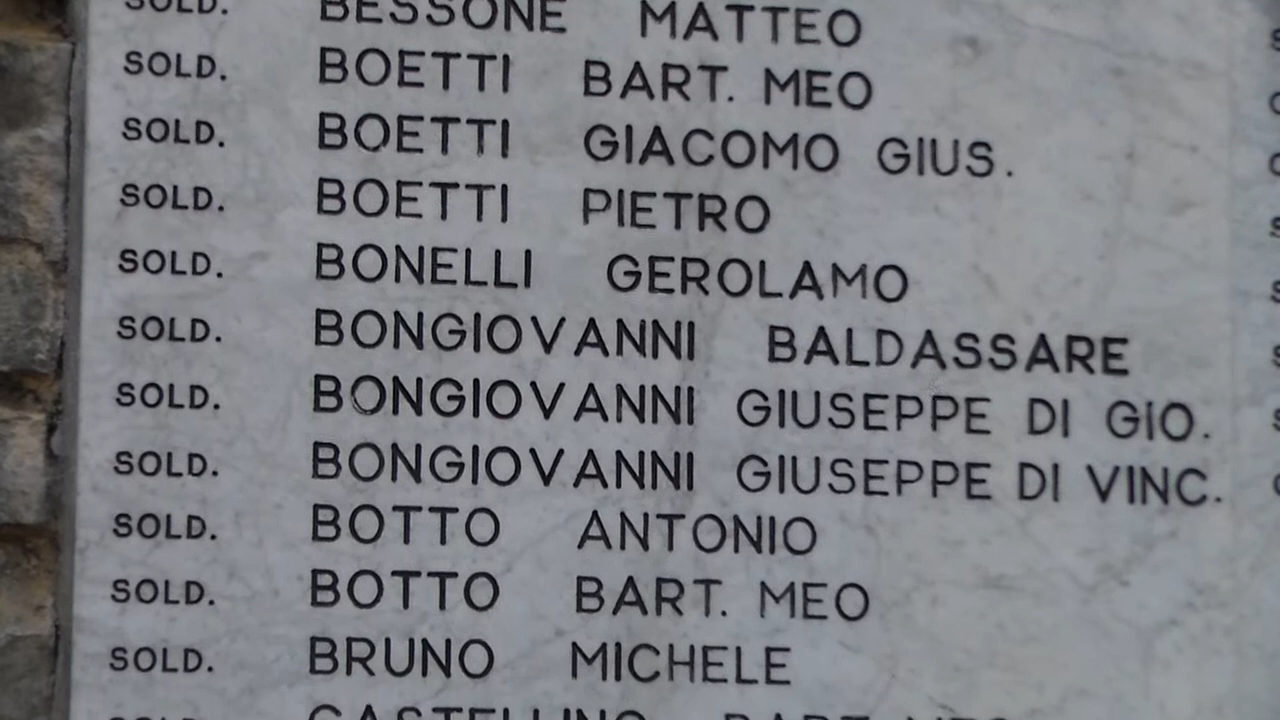 SOLD. BESSONE MATTEO
SOLD. BOETTI BART. MEO
SOLD. BOETTI GIACOMO GIUS.
SOLD. BOETTI PIETRO
SOLD. BONELLI GEROLAMO
SOLD. BONGIOVANNI BALDASSARE
SOLD. BONGIOVANNI GIUSEPPE DI GIO.
SOLD. BONGIOVANNI GIUSEPPE DI VINC.
SOLD. BOTTO ANTONIO
SOLD. BOTTO BART. MEO
SOLD. BRUNO MICHELE